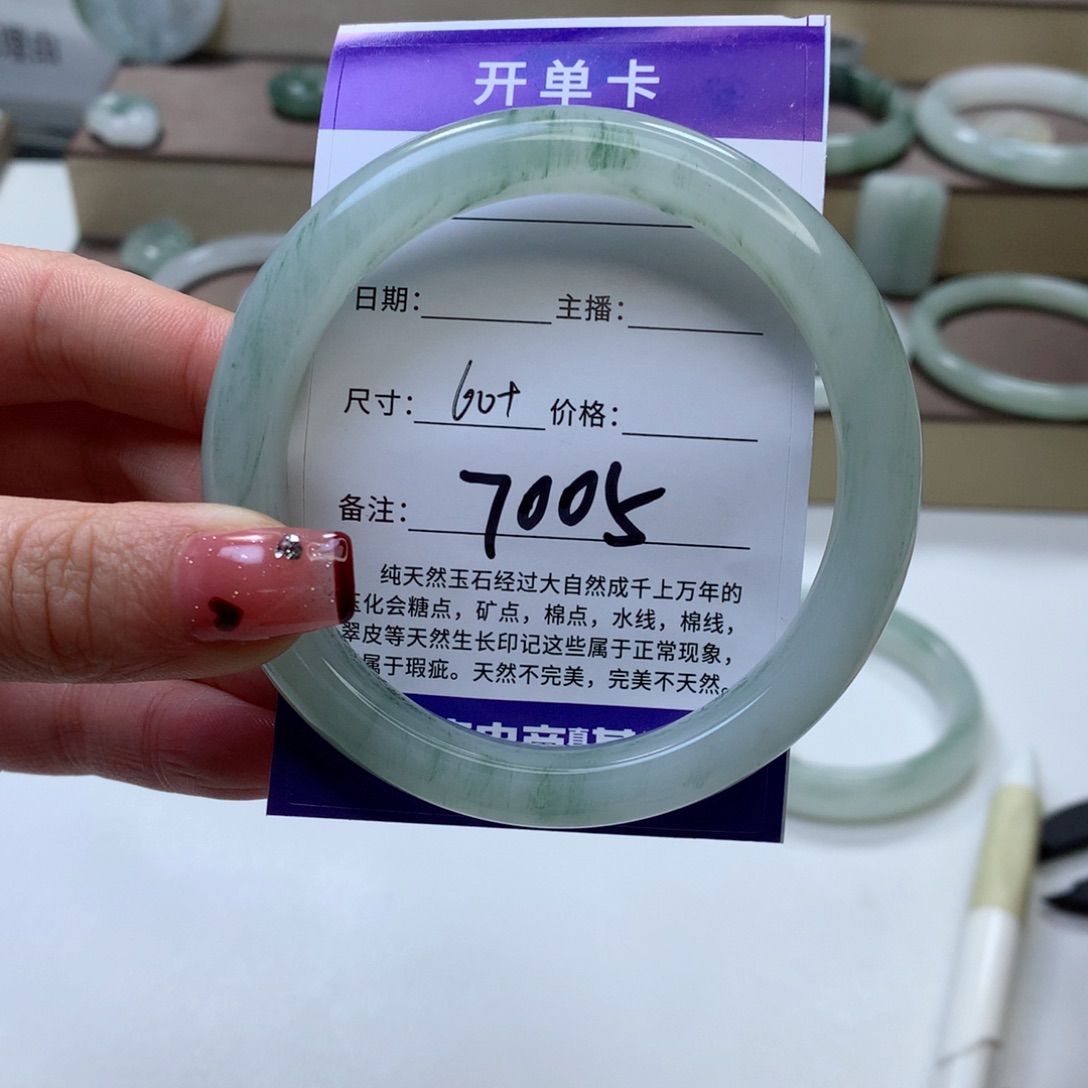 理由
开单卡
日期： 主播：
尺寸：60+ 价格：
备注：7005
纯天然玉石经过大自然成千上万年的
玉化会糖点，矿点，棉点，水线，棉线，
翠皮等天然生长印记这些属于正常现象，
属于瑕疵。天然不完美，完美不天然。